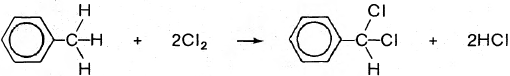 H
Cl
C-H + 2Cl₂ → C-Cl + 2HCl
H
H